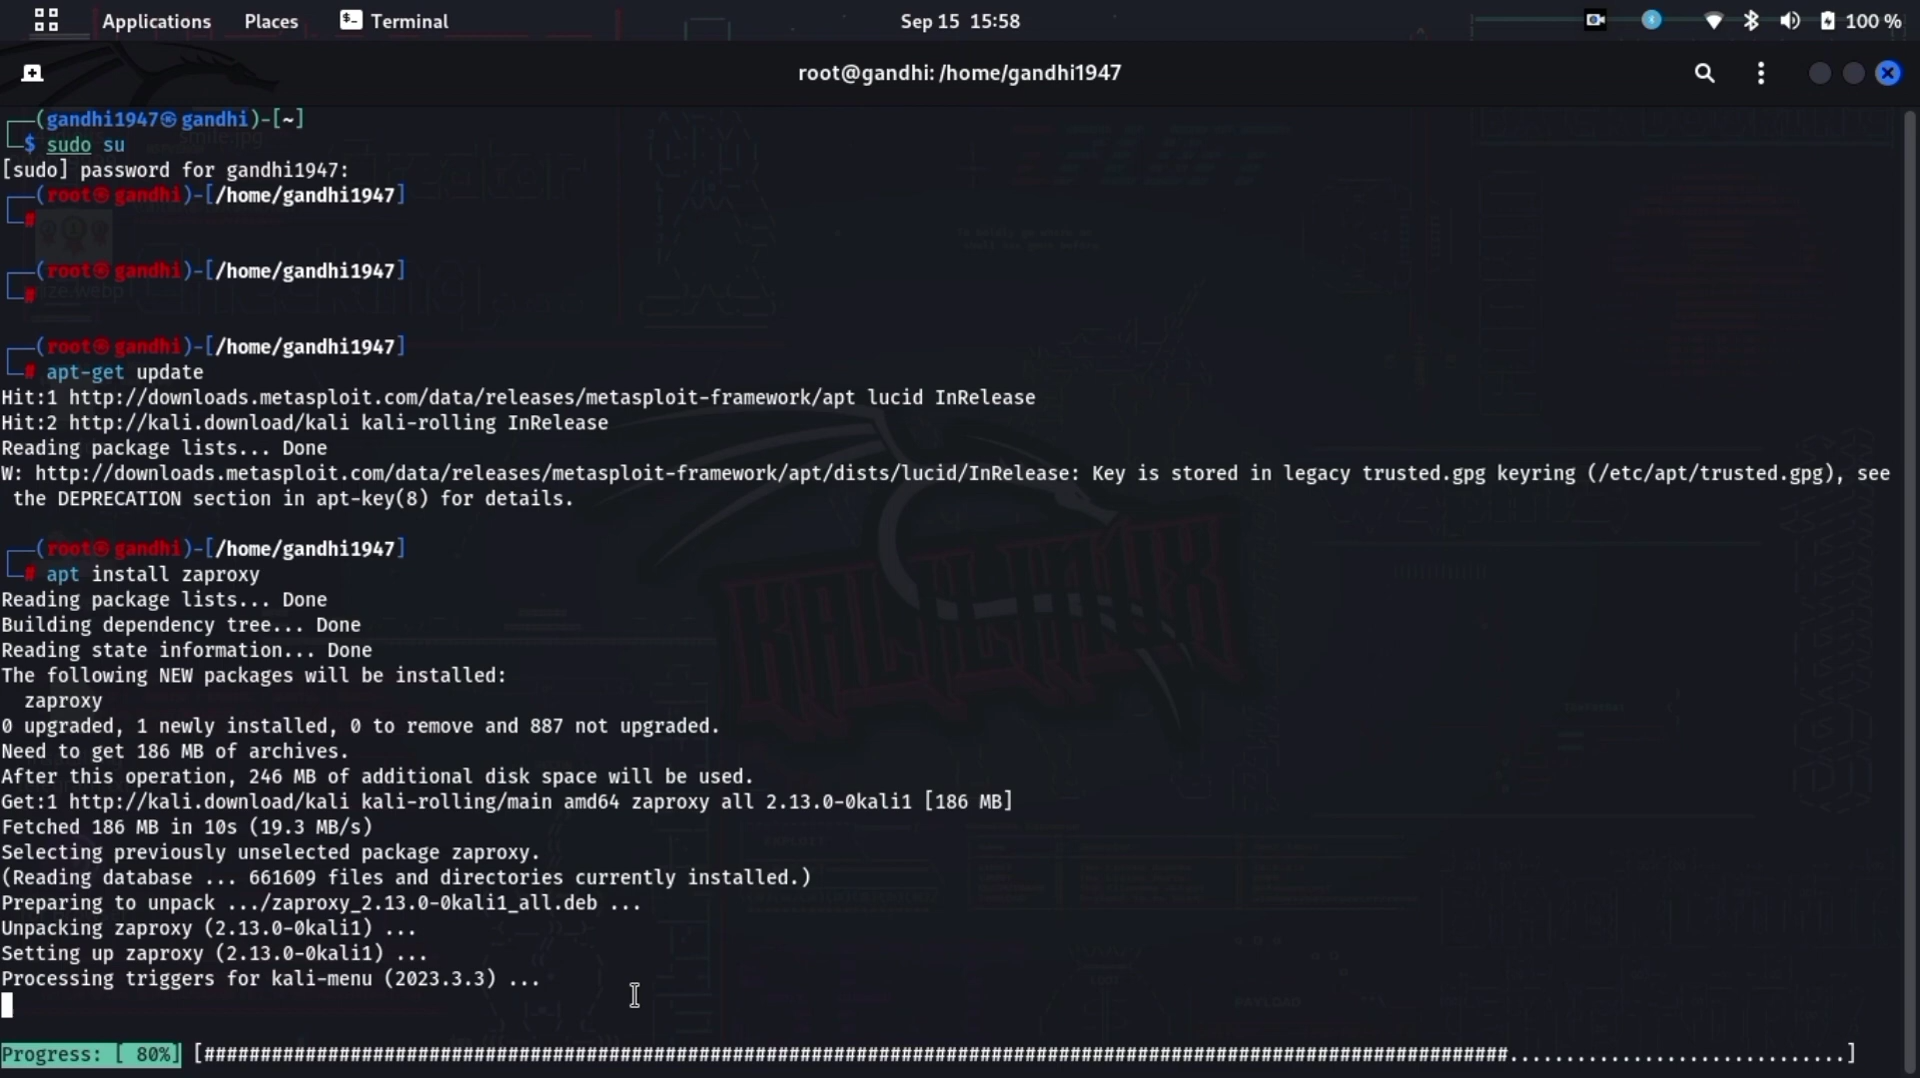 Applications Places Terminal Sep 15 15:58 100 %
root@gandhi: /home/gandhi1947
┌──(gandhi1947㉿gandhi)-[~]
└─$ sudo su
[sudo] password for gandhi1947:
┌──(root㉿gandhi)-[/home/gandhi1947]
└─#
┌──(root㉿gandhi)-[/home/gandhi1947]
└─#
┌──(root㉿gandhi)-[/home/gandhi1947]
└─# apt-get update
Hit:1 http://downloads.metasploit.com/data/releases/metasploit-framework/apt lucid InRelease
Hit:2 http://kali.download/kali kali-rolling InRelease
Reading package lists... Done
W: http://downloads.metasploit.com/data/releases/metasploit-framework/apt/dists/lucid/InRelease: Key is stored in legacy trusted.gpg keyring (/etc/apt/trusted.gpg), see
the DEPRECATION section in apt-key(8) for details.
┌──(root㉿gandhi)-[/home/gandhi1947]
└─# apt install zaproxy
Reading package lists... Done
Building dependency tree... Done
Reading state information... Done
The following NEW packages will be installed:
zaproxy
0 upgraded, 1 newly installed, 0 to remove and 887 not upgraded.
Need to get 186 MB of archives.
After this operation, 246 MB of additional disk space will be used.
Get:1 http://kali.download/kali kali-rolling/main amd64 zaproxy all 2.13.0-0kali1 [186 MB]
Fetched 186 MB in 10s (19.3 MB/s)
Selecting previously unselected package zaproxy.
(Reading database ... 661609 files and directories currently installed.)
Preparing to unpack .../zaproxy_2.13.0-0kali1_all.deb ...
Unpacking zaproxy (2.13.0-0kali1) ...
Setting up zaproxy (2.13.0-0kali1) ...
Processing triggers for kali-menu (2023.3.3) ...
Progress: [ 80%] [####################################################################################################################..............................]
KALI LINUX
smile.jpg